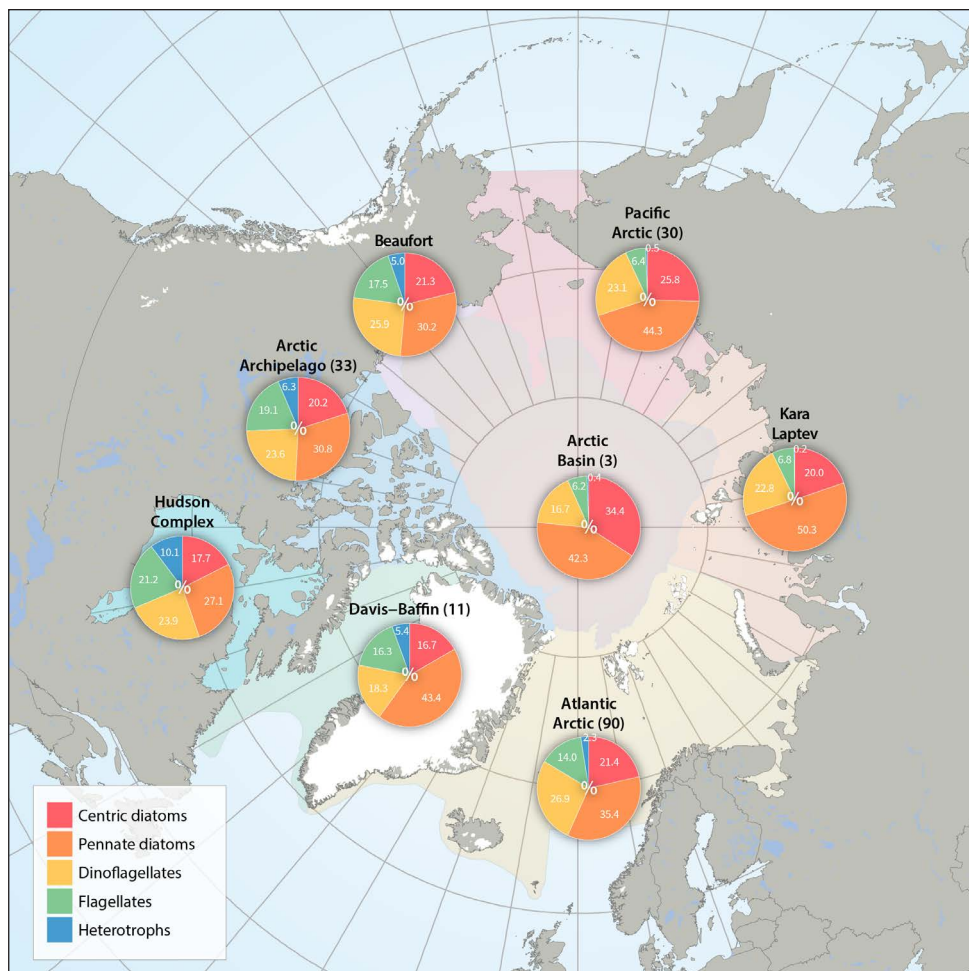 Pacific
Arctic (30)
0.5
6.4
25.8
23.1
%
44.3
Beaufort
5.0
17.5
21.3
%
25.9
30.2
Arctic
Archipelago (33)
6.3
19.1
20.2
%
23.6
30.8
Kara
Laptev
0.2
6.8
20.0
22.8
%
50.3
Arctic
Basin (3)
0.4
6.2
34.4
16.7
%
42.3
Hudson
Complex
10.1
17.7
21.2
%
27.1
23.9
Davis–Baffin (11)
5.4
16.3
16.7
%
18.3
43.4
Atlantic
Arctic (90)
2.3
14.0
21.4
%
26.9
35.4
Centric diatoms
Pennate diatoms
Dinoflagellates
Flagellates
Heterotrophs